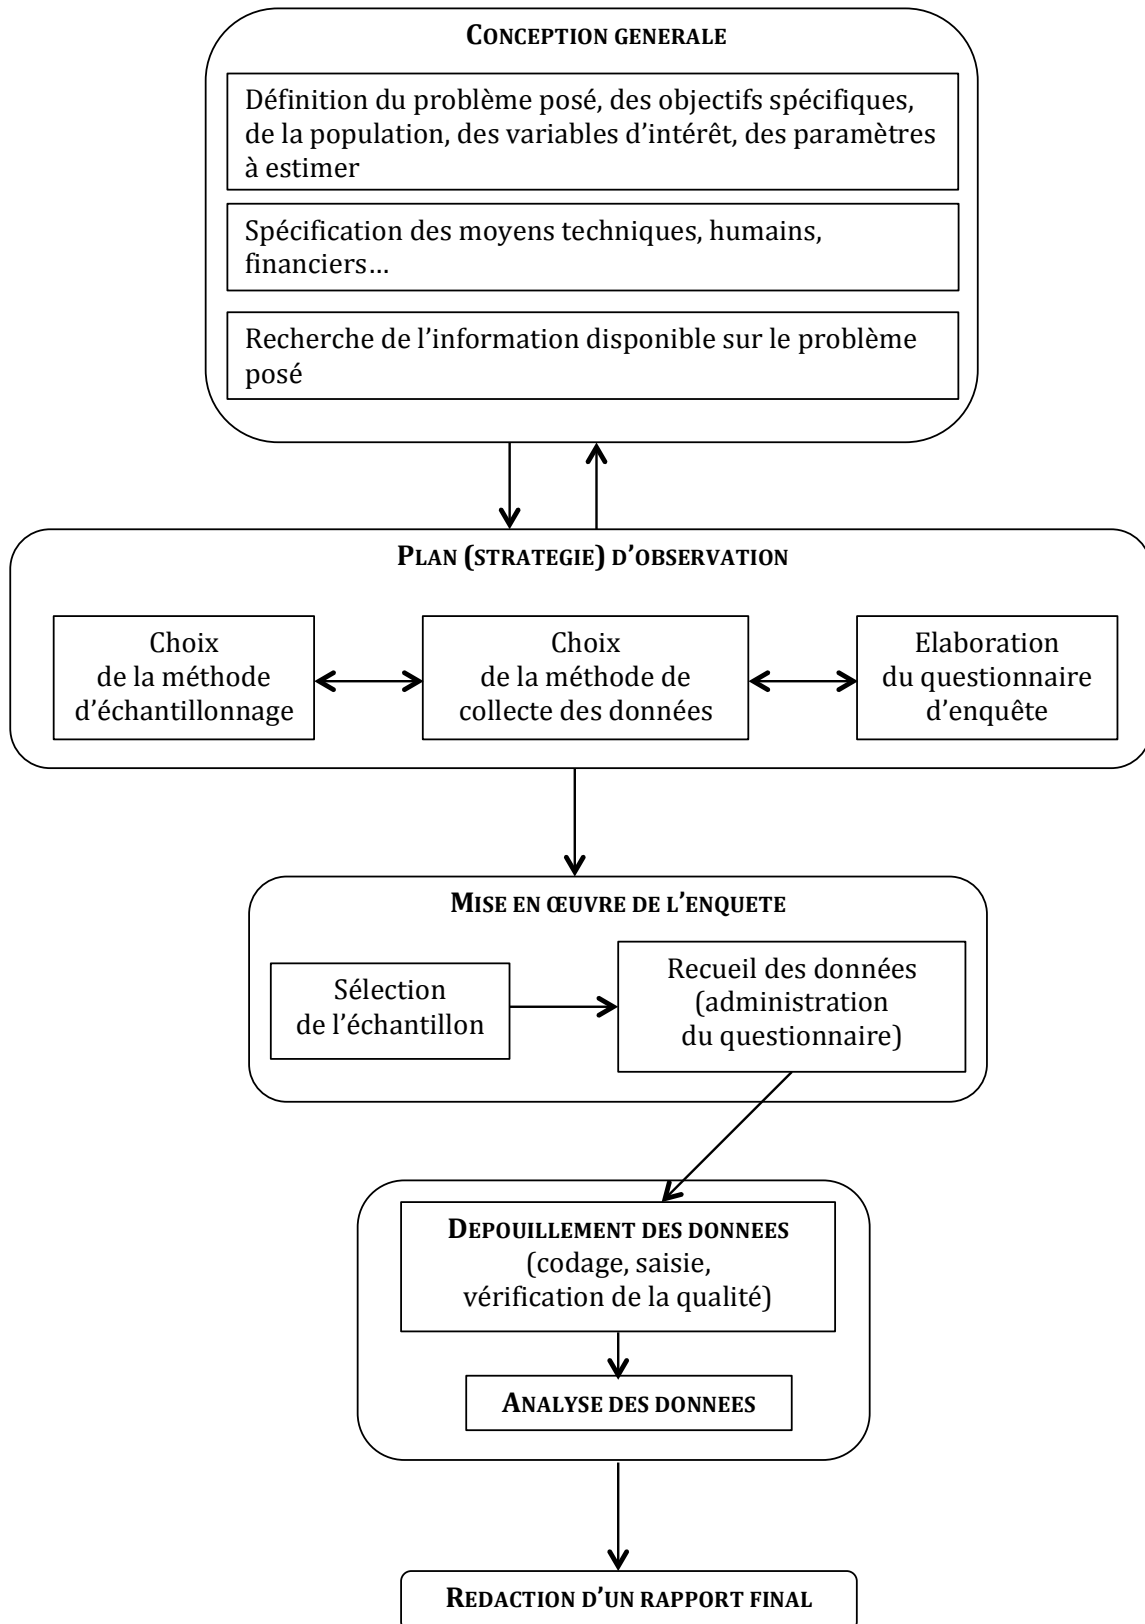 CONCEPTION GENERALE
Définition du problème posé, des objectifs spécifiques,
de la population, des variables d’intérêt, des paramètres
à estimer
Spécification des moyens techniques, humains,
financiers…
Recherche de l’information disponible sur le problème
posé
PLAN (STRATEGIE) D’OBSERVATION
Choix
de la méthode
d’échantillonnage
Choix
de la méthode de
collecte des données
Elaboration
du questionnaire
d’enquête
MISE EN ŒUVRE DE L’ENQUETE
Sélection
de l’échantillon
Recueil des données
(administration
du questionnaire)
DEPOUILLEMENT DES DONNEES
(codage, saisie,
vérification de la qualité)
ANALYSE DES DONNEES
REDACTION D’UN RAPPORT FINAL